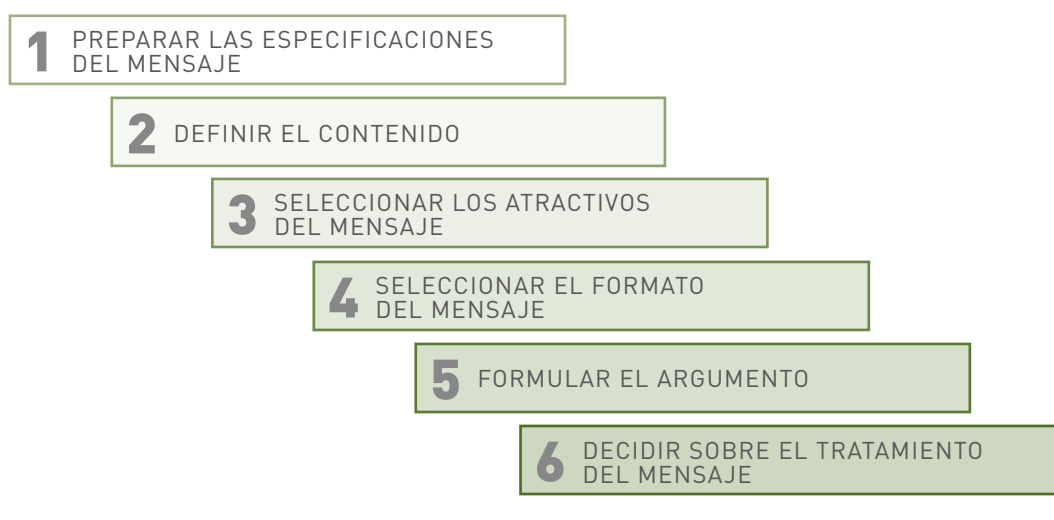 1 PREPARAR LAS ESPECIFICACIONES
DEL MENSAJE
2 DEFINIR EL CONTENIDO
3 SELECCIONAR LOS ATRACTIVOS
DEL MENSAJE
4 SELECCIONAR EL FORMATO
DEL MENSAJE
5 FORMULAR EL ARGUMENTO
6 DECIDIR SOBRE EL TRATAMIENTO
DEL MENSAJE